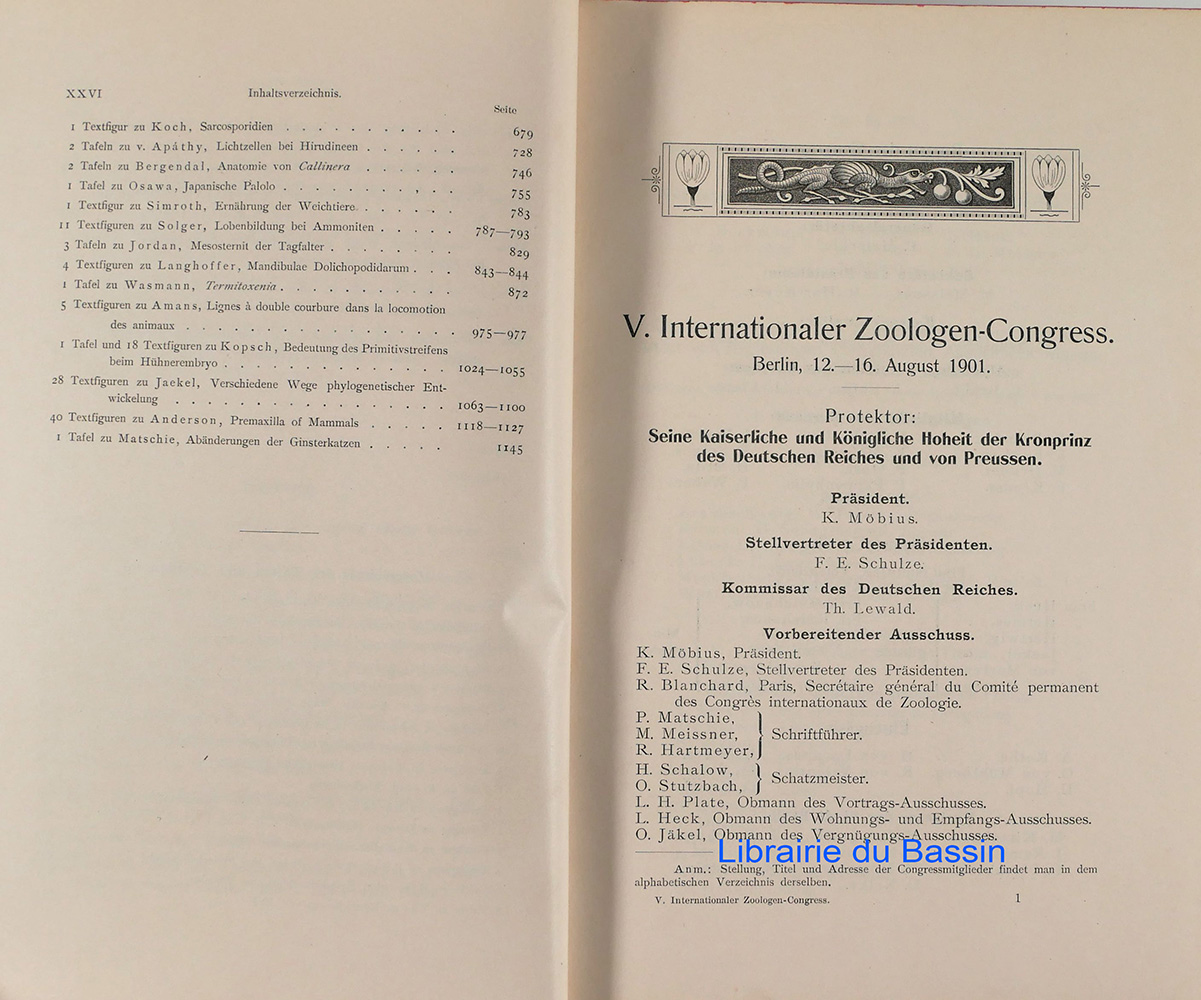 XXVI Inhaltsverzeichnis.
Seite
1 Textfigur zu Koch, Sarcosporidien . . . . . . . . . . . 679
2 Tafeln zu v. Apáthy, Lichtzellen bei Hirudineen . . . . . . 728
2 Tafeln zu Bergendal, Anatomie von Callinera . . . . . . 746
1 Tafel zu Osawa, Japanische Palolo . . . . . . . . . . . 755
1 Textfigur zu Simroth, Ernährung der Weichtiere. . . . . . . 783
11 Textfiguren zu Solger, Lobenbildung bei Ammoniten . . . . . 787—793
3 Tafeln zu Jordan, Mesosternit der Tagfalter . . . . . . . . 829
4 Textfiguren zu Langhoffer, Mandibulae Dolichopodidarum . . . 843—844
1 Tafel zu Wasmann, Termitoxenia . . . . . . . . . . . 872
5 Textfiguren zu Amans, Lignes à double courbure dans la locomotion
des animaux . . . . . . . . . . . . . . . . . 975—977
1 Tafel und 18 Textfiguren zu Kopsch, Bedeutung des Primitivstreifens
beim Hühnerembryo . . . . . . . . . . . . . . 1024—1055
28 Textfiguren zu Jaekel, Verschiedene Wege phylogenetischer Ent-
wickelung . . . . . . . . . . . . . . . . . 1063—1100
40 Textfiguren zu Anderson, Premaxilla of Mammals . . . . . 1118—1127
1 Tafel zu Matschie, Abänderungen der Ginsterkatzen . . . . . 1145
V. Internationaler Zoologen-Congress.
Berlin, 12.—16. August 1901.
Protektor:
Seine Kaiserliche und Königliche Hoheit der Kronprinz
des Deutschen Reiches und von Preussen.
Präsident.
K. Möbius.
Stellvertreter des Präsidenten.
F. E. Schulze.
Kommissar des Deutschen Reiches.
Th. Lewald.
Vorbereitender Ausschuss.
K. Möbius, Präsident.
F. E. Schulze, Stellvertreter des Präsidenten.
R. Blanchard, Paris, Secrétaire général du Comité permanent
des Congrès internationaux de Zoologie.
P. Matschie,
M. Meissner, } Schriftführer.
R. Hartmeyer,
H. Schalow, } Schatzmeister.
O. Stutzbach,
L. H. Plate, Obmann des Vortrags-Ausschusses.
L. Heck, Obmann des Wohnungs- und Empfangs-Ausschusses.
O. Jäkel, Obmann des Vergnügungs-Ausschusses.
Librairie du Bassin
Anm.: Stellung, Titel und Adresse der Congressmitglieder findet man in dem
alphabetischen Verzeichnis derselben.
V. Internationaler Zoologen-Congress. 1